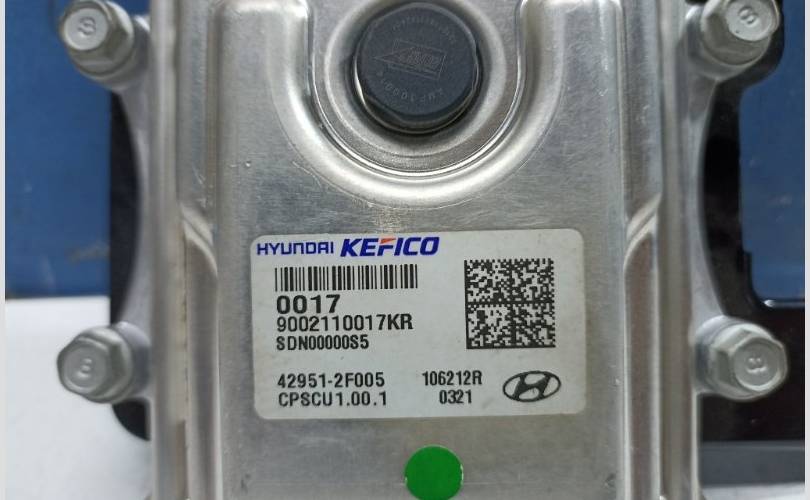 HYUNDAI KEFICO
0017
9002110017KR
SDN00000S5
42951-2F005 106212R
CPSCU1.00.1 0321